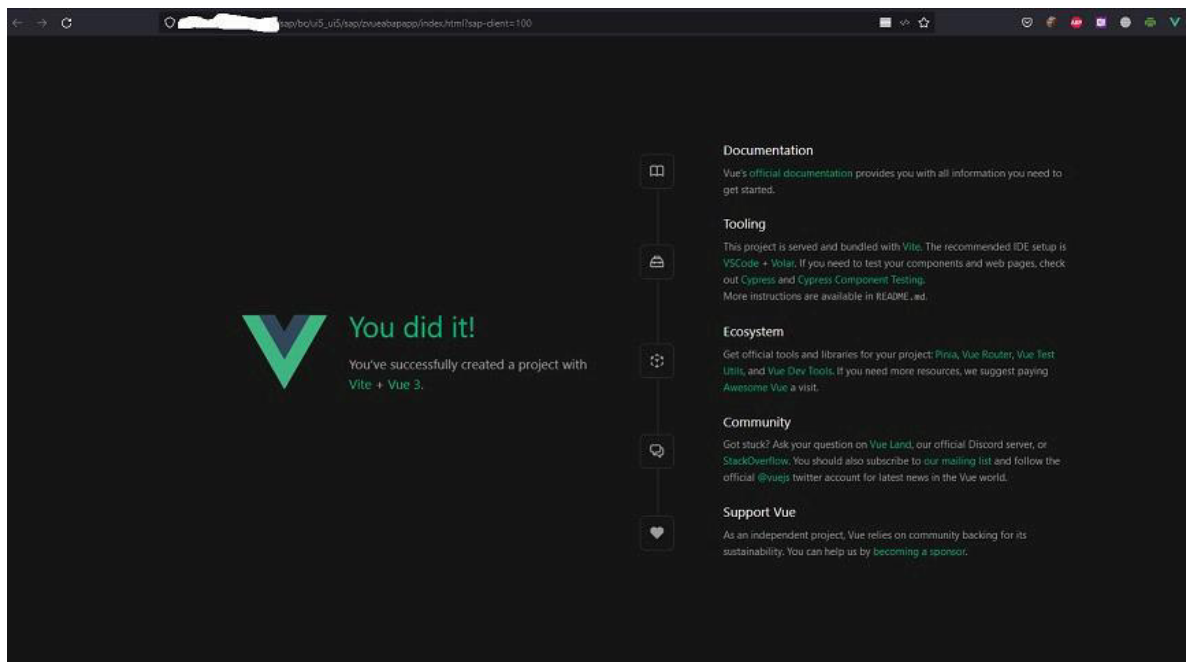 /sap/bc/ui5_ui5/sap/zvueabapapp/index.html?sap-client=100
You did it!
You've successfully created a project with
Vite + Vue 3.
Documentation
Vue's official documentation provides you with all information you need to
get started.
Tooling
This project is served and bundled with Vite. The recommended IDE setup is
VSCode + Volar. If you need to test your components and web pages, check
out Cypress and Cypress Component Testing.
More instructions are available in README.md.
Ecosystem
Get official tools and libraries for your project: Pinia, Vue Router, Vue Test
Utils, and Vue Dev Tools. If you need more resources, we suggest paying
Awesome Vue a visit.
Community
Got stuck? Ask your question on Vue Land, our official Discord server, or
StackOverflow. You should also subscribe to our mailing list and follow the
official @vuejs twitter account for latest news in the Vue world.
Support Vue
As an independent project, Vue relies on community backing for its
sustainability. You can help us by becoming a sponsor.